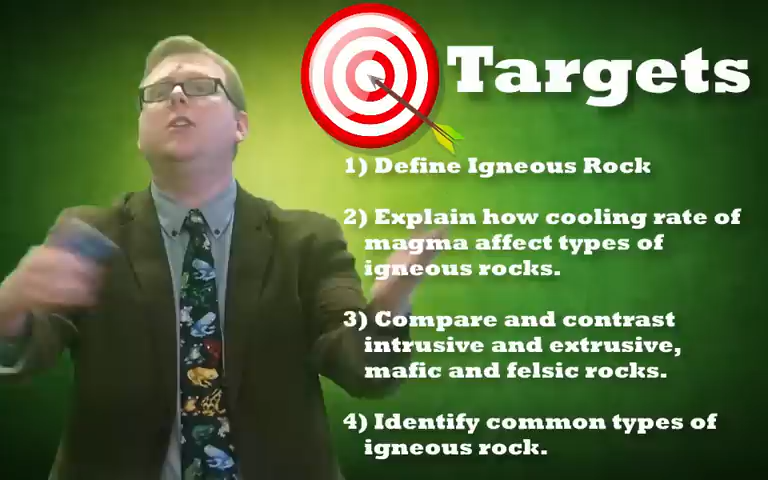 Targets
1) Define Igneous Rock
2) Explain how cooling rate of
magma affect types of
igneous rocks.
3) Compare and contrast
intrusive and extrusive,
mafic and felsic rocks.
4) Identify common types of
igneous rock.